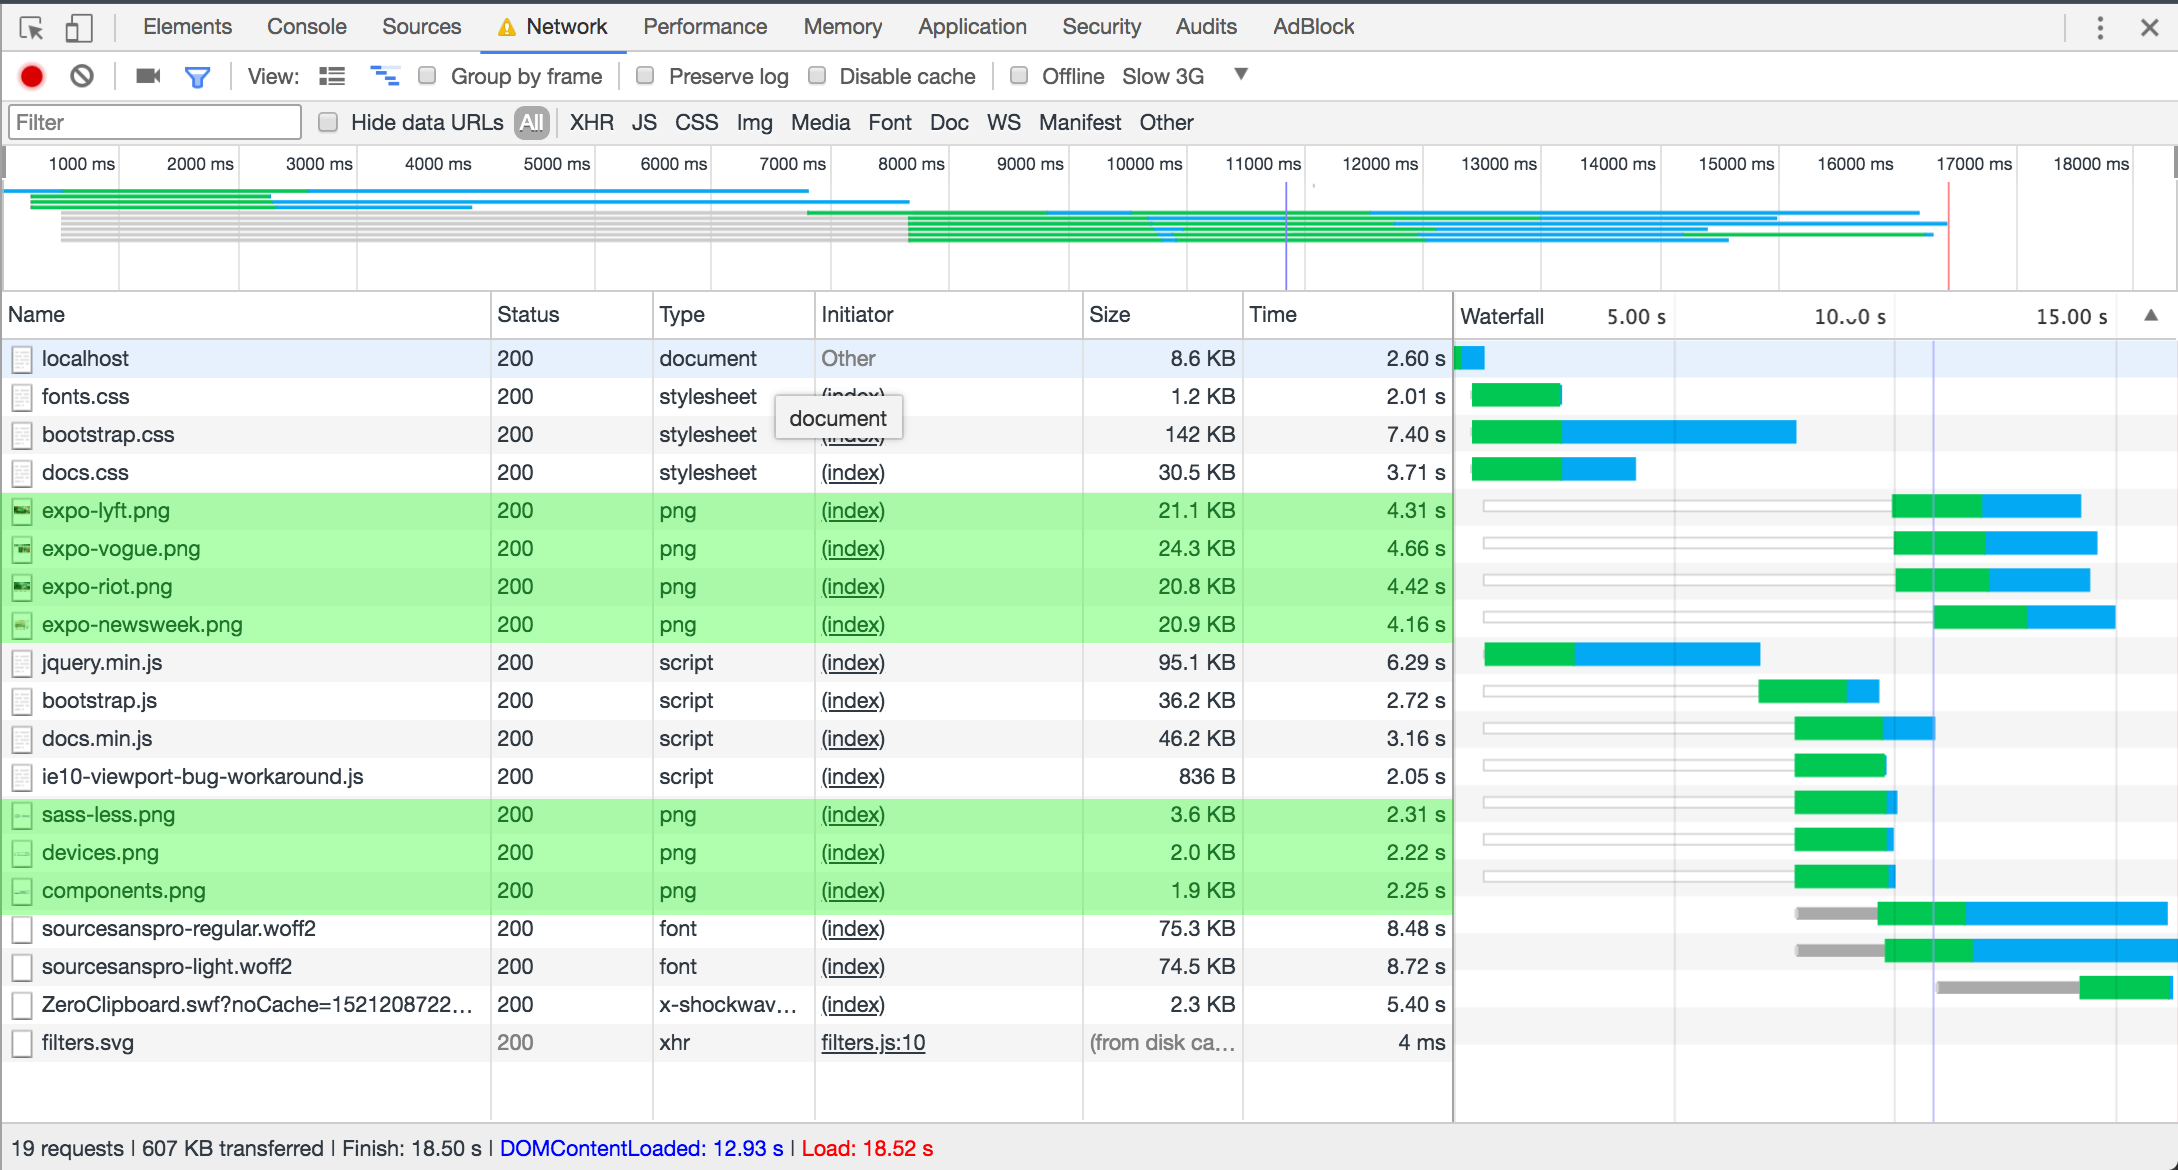 Elements Console Sources Network Performance Memory Application Security Audits AdBlock
View: Group by frame Preserve log Disable cache Offline Slow 3G
Filter Hide data URLs All XHR JS CSS Img Media Font Doc WS Manifest Other
1000 ms 2000 ms 3000 ms 4000 ms 5000 ms 6000 ms 7000 ms 8000 ms 9000 ms 10000 ms 11000 ms 12000 ms 13000 ms 14000 ms 15000 ms 16000 ms 17000 ms 18000 ms
Name Status Type Initiator Size Time Waterfall 5.00 s 10.00 s 15.00 s
localhost 200 document Other 8.6 KB 2.60 s
fonts.css 200 stylesheet (index) 1.2 KB 2.01 s
document
bootstrap.css 200 stylesheet (index) 142 KB 7.40 s
docs.css 200 stylesheet (index) 30.5 KB 3.71 s
expo-lyft.png 200 png (index) 21.1 KB 4.31 s
expo-vogue.png 200 png (index) 24.3 KB 4.66 s
expo-riot.png 200 png (index) 20.8 KB 4.42 s
expo-newsweek.png 200 png (index) 20.9 KB 4.16 s
jquery.min.js 200 script (index) 95.1 KB 6.29 s
bootstrap.js 200 script (index) 36.2 KB 2.72 s
docs.min.js 200 script (index) 46.2 KB 3.16 s
ie10-viewport-bug-workaround.js 200 script (index) 836 B 2.05 s
sass-less.png 200 png (index) 3.6 KB 2.31 s
devices.png 200 png (index) 2.0 KB 2.22 s
components.png 200 png (index) 1.9 KB 2.25 s
sourcesanspro-regular.woff2 200 font (index) 75.3 KB 8.48 s
sourcesanspro-light.woff2 200 font (index) 74.5 KB 8.72 s
ZeroClipboard.swf?noCache=1521208722... 200 x-shockwav... (index) 2.3 KB 5.40 s
filters.svg 200 xhr filters.js:10 (from disk ca... 4 ms
19 requests | 607 KB transferred | Finish: 18.50 s | DOMContentLoaded: 12.93 s | Load: 18.52 s